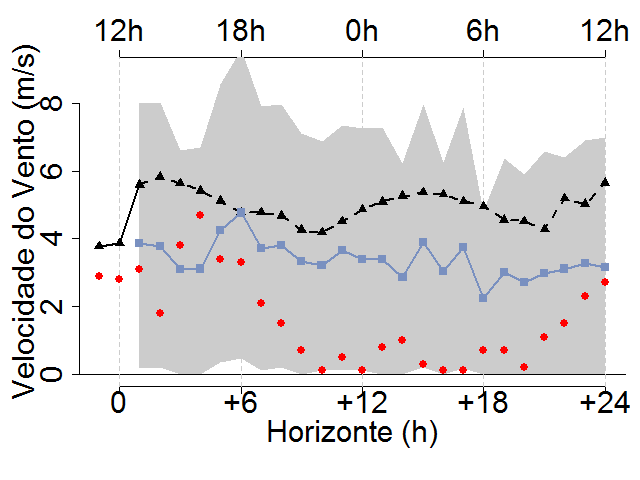 12h 18h 0h 6h 12h
Velocidade do Vento (m/s)
8
6
4
2
0
0 +6 +12 +18 +24
Horizonte (h)